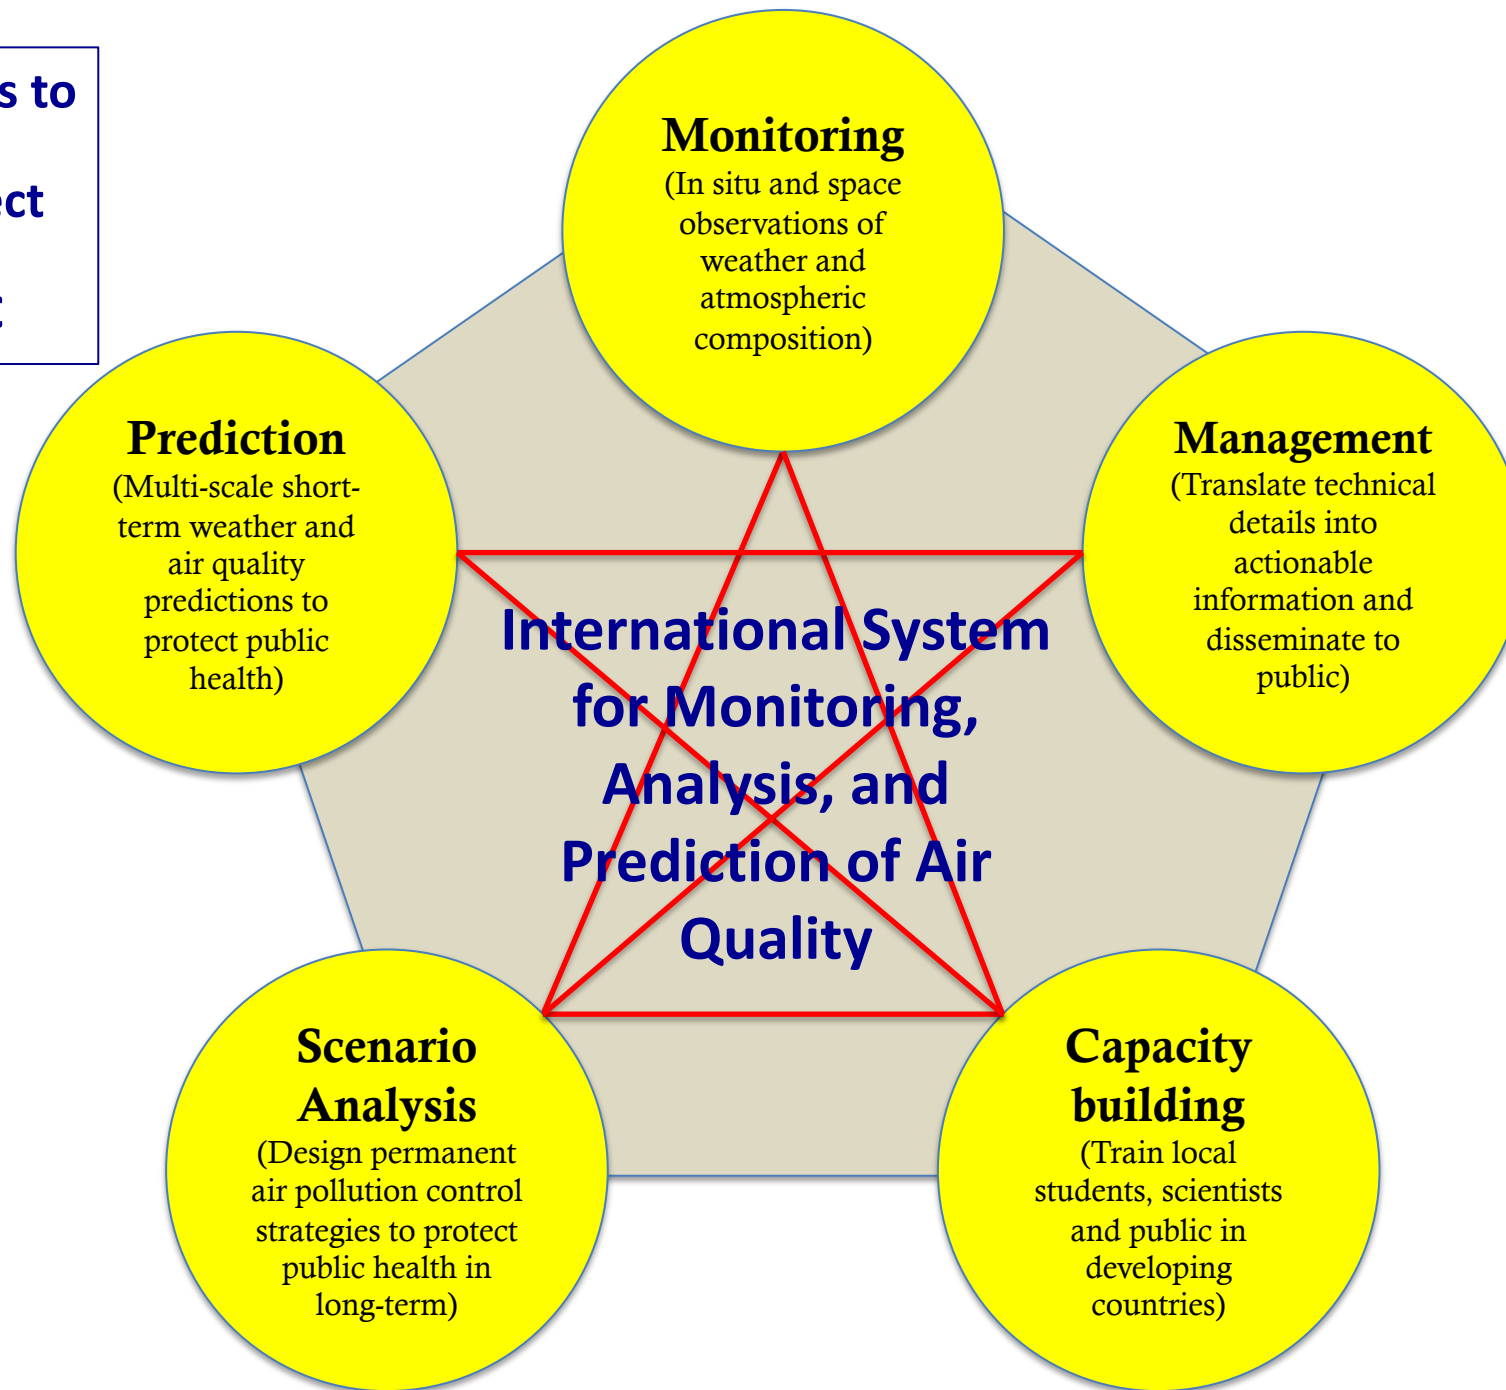 s to
ect
Monitoring
(In situ and space
observations of
weather and
atmospheric
composition)
Prediction
(Multi-scale short-
term weather and
air quality
predictions to
protect public
health)
Management
(Translate technical
details into
actionable
information and
disseminate to
public)
International System
for Monitoring,
Analysis, and
Prediction of Air
Quality
Scenario
Analysis
(Design permanent
air pollution control
strategies to protect
public health in
long-term)
Capacity
building
(Train local
students, scientists
and public in
developing
countries)